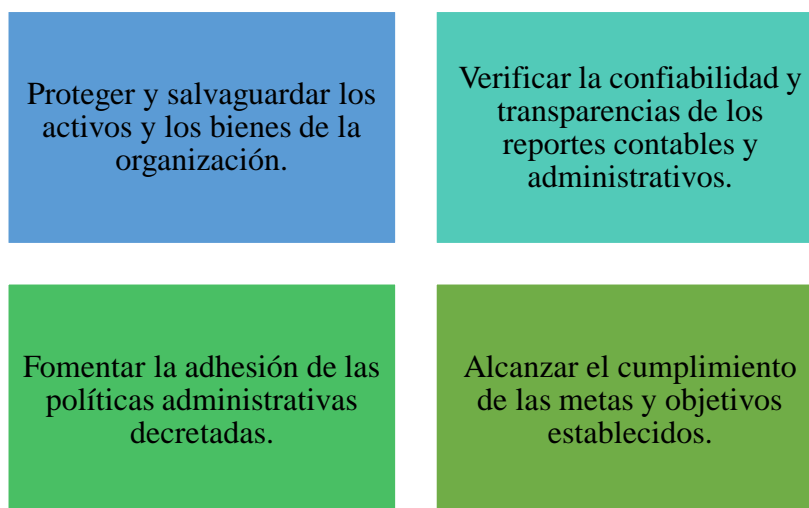 Proteger y salvaguardar los
activos y los bienes de la
organización.
Verificar la confiabilidad y
transparencias de los
reportes contables y
administrativos.
Fomentar la adhesión de las
políticas administrativas
decretadas.
Alcanzar el cumplimiento
de las metas y objetivos
establecidos.